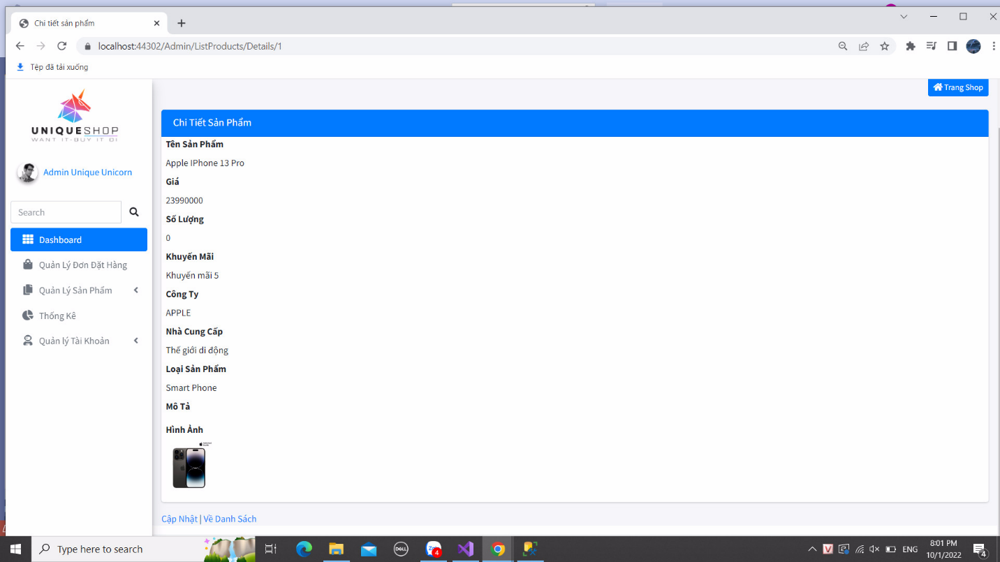 Chi tiết sản phẩm
localhost:44302/Admin/ListProducts/Details/1
Tệp đã tải xuống
UNIQUESHOP
WANT IT-BUY IT
Admin Unique Unicorn
Search
Dashboard
Quản Lý Đơn Đặt Hàng
Quản Lý Sản Phẩm
Thống Kê
Quản lý Tài Khoản
Trang Shop
Chi Tiết Sản Phẩm
Tên Sản Phẩm
Apple IPhone 13 Pro
Giá
23990000
Số Lượng
0
Khuyến Mãi
Khuyến mãi 5
Công Ty
APPLE
Nhà Cung Cấp
Thế giới di động
Loại Sản Phẩm
Smart Phone
Mô Tả
Hình Ảnh
Cập Nhật | Về Danh Sách
Type here to search
DELL
4
V
ENG
8:01 PM
10/1/2022
4